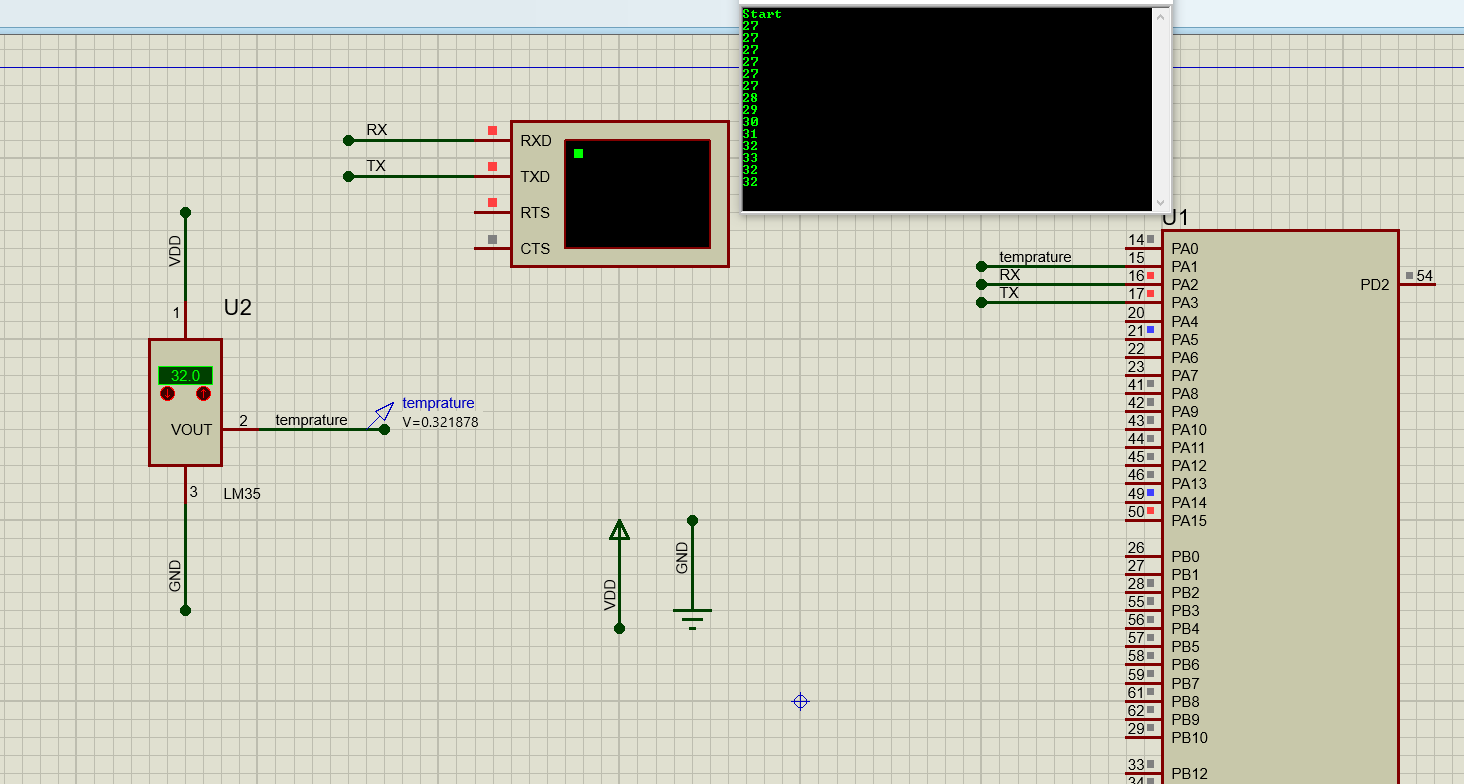 Start
27
27
27
27
27
27
28
29
30
31
32
33
32
32
RX
TX
RXD
TXD
RTS
CTS
VDD
1
U2
32.0
VOUT
2
temprature
temprature
V=0.321878
3
LM35
GND
VDD
GND
U1
temprature
RX
TX
14 PA0
15 PA1
16 PA2
17 PA3
20 PA4
21 PA5
22 PA6
23 PA7
41 PA8
42 PA9
43 PA10
44 PA11
45 PA12
46 PA13
49 PA14
50 PA15
26 PB0
27 PB1
28 PB2
55 PB3
56 PB4
57 PB5
58 PB6
59 PB7
61 PB8
62 PB9
29 PB10
33 PB12
34
PD2 54